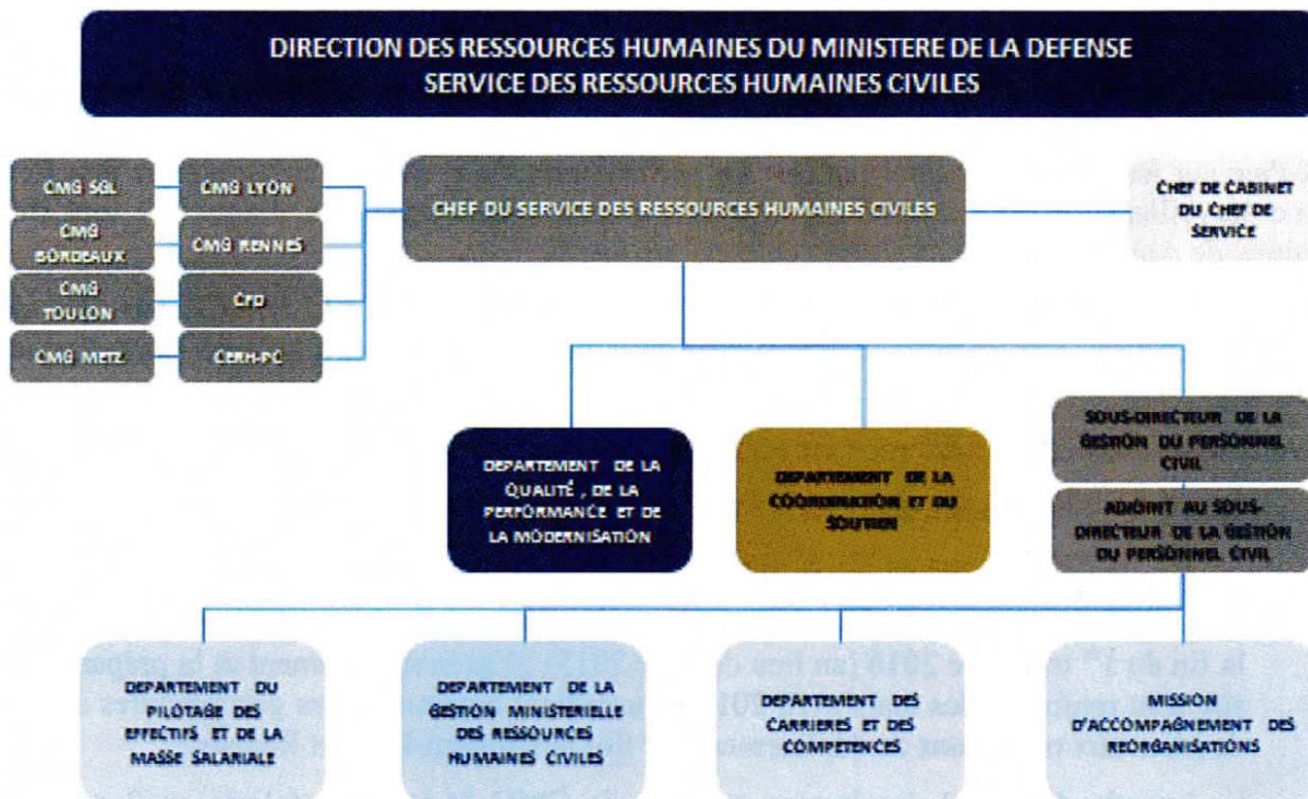 DIRECTION DES RESSOURCES HUMAINES DU MINISTERE DE LA DEFENSE
SERVICE DES RESSOURCES HUMAINES CIVILES
CMG SGL
CMG LYON
CMG
BORDEAUX
CMG RENNES
CMG
TOULON
CFD
CMG METZ
CERH-PC
CHEF DU SERVICE DES RESSOURCES HUMAINES CIVILES
CHEF DE CABINET
DU CHEF DE
SERVICE
DEPARTEMENT DE LA
QUALITÉ, DE LA
PERFORMANCE ET DE
LA MODERNISATION
DEPARTEMENT DE LA
COORDINATION ET DU
SOUTIEN
SOUS-DIRECTEUR DE LA
GESTION DU PERSONNEL
CIVIL
ADJOINT AU SOUS-
DIRECTEUR DE LA GESTION
DU PERSONNEL CIVIL
DEPARTEMENT DU
PILOTAGE DES
EFFECTIFS ET DE LA
MASSE SALARIALE
DEPARTEMENT DE LA
GESTION MINISTERIELLE
DES RESSOURCES
HUMAINES CIVILES
DEPARTEMENT DES
CARRIERES ET DES
COMPETENCES
MISSION
D'ACCOMPAGNEMENT DES
REORGANISATIONS